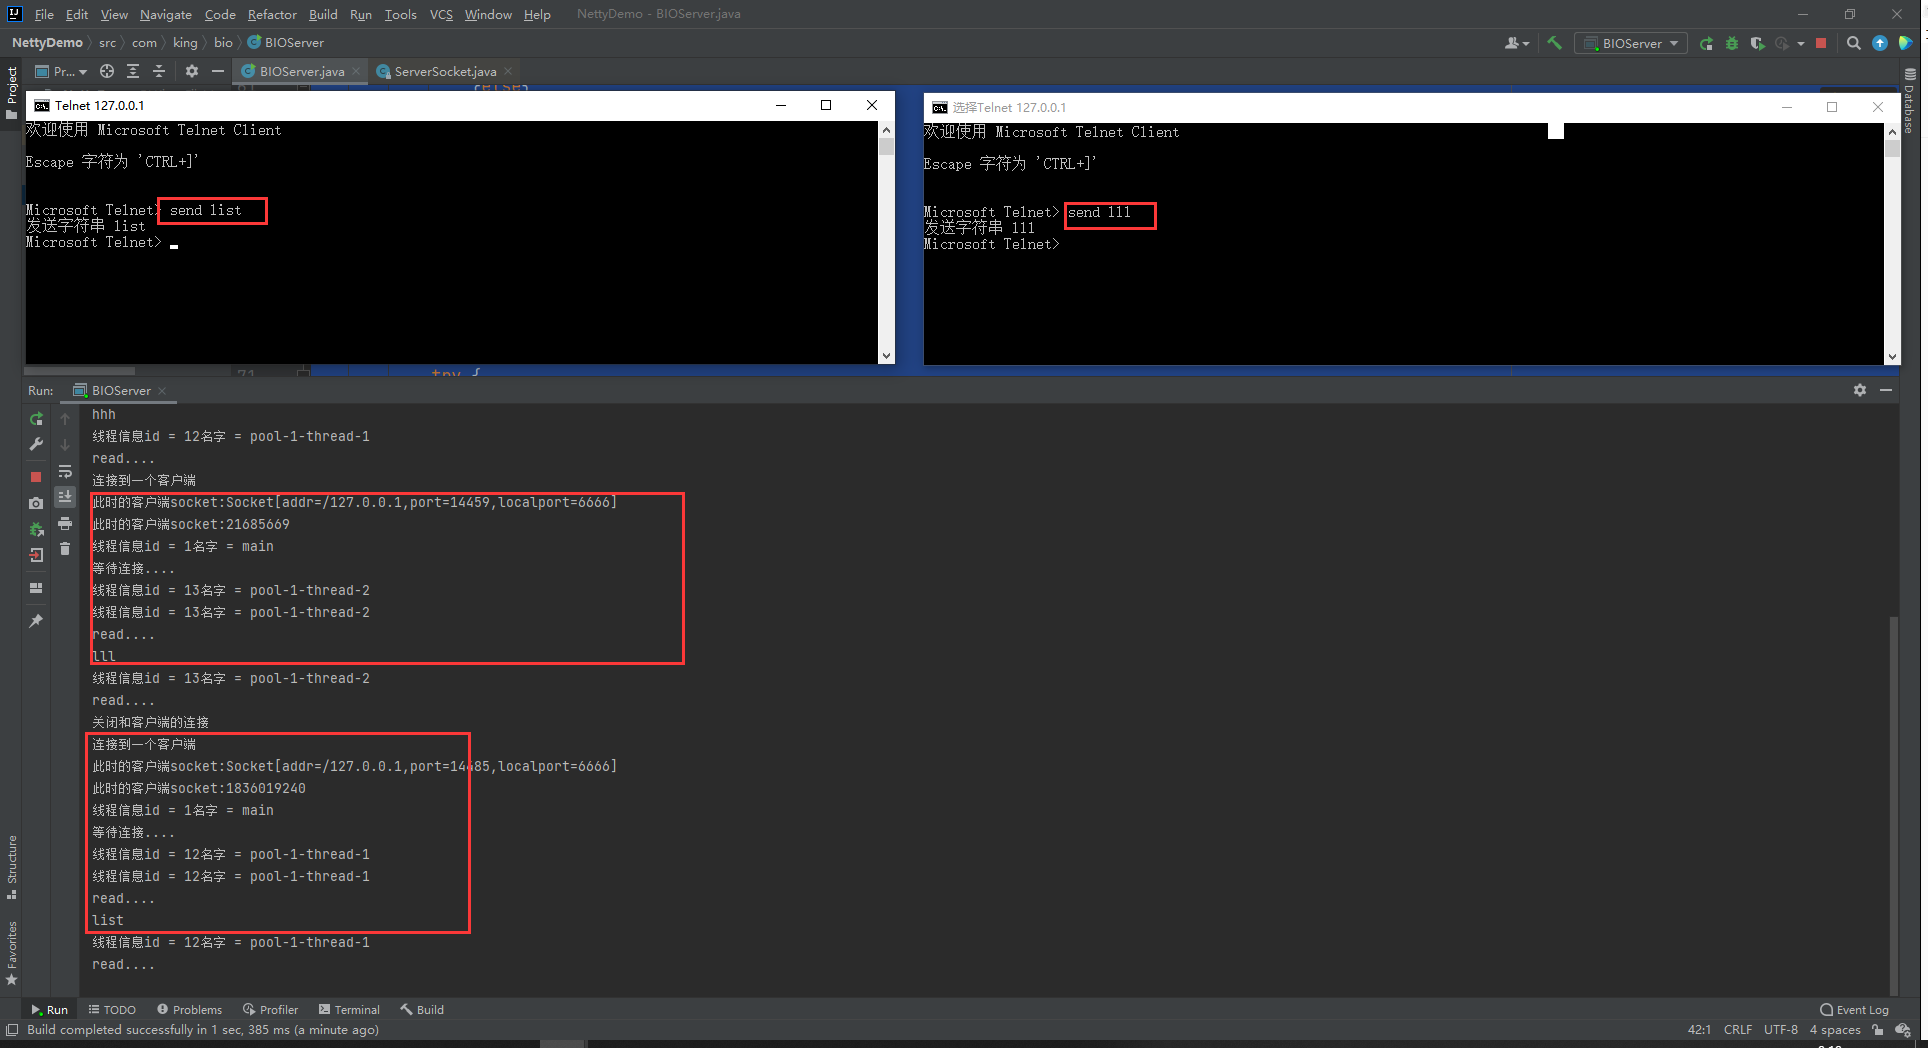 File Edit View Navigate Code Refactor Build Run Tools VCS Window Help NettyDemo - BIOServer.java
NettyDemo src com king bio BIOServer
BIOServer
Project
Pr...
BIOServer.java
ServerSocket.java
Database
Telnet 127.0.0.1
欢迎使用 Microsoft Telnet Client
Escape 字符为 'CTRL+]'
Microsoft Telnet> send list
发送字符串 list
Microsoft Telnet>
选择Telnet 127.0.0.1
欢迎使用 Microsoft Telnet Client
Escape 字符为 'CTRL+]'
Microsoft Telnet> send lll
发送字符串 lll
Microsoft Telnet>
71 try {
Run: BIOServer
hhh
线程信息id = 12名字 = pool-1-thread-1
read....
连接到一个客户端
此时的客户端socket:Socket[addr=/127.0.0.1,port=14459,localport=6666]
此时的客户端socket:21685669
线程信息id = 1名字 = main
等待连接....
线程信息id = 13名字 = pool-1-thread-2
线程信息id = 13名字 = pool-1-thread-2
read....
lll
线程信息id = 13名字 = pool-1-thread-2
read....
关闭和客户端的连接
连接到一个客户端
此时的客户端socket:Socket[addr=/127.0.0.1,port=14485,localport=6666]
此时的客户端socket:1836019240
线程信息id = 1名字 = main
等待连接....
线程信息id = 12名字 = pool-1-thread-1
线程信息id = 12名字 = pool-1-thread-1
read....
list
线程信息id = 12名字 = pool-1-thread-1
read....
Structure
Favorites
Run TODO Problems Profiler Terminal Build Event Log
Build completed successfully in 1 sec, 385 ms (a minute ago) 42:1 CRLF UTF-8 4 spaces